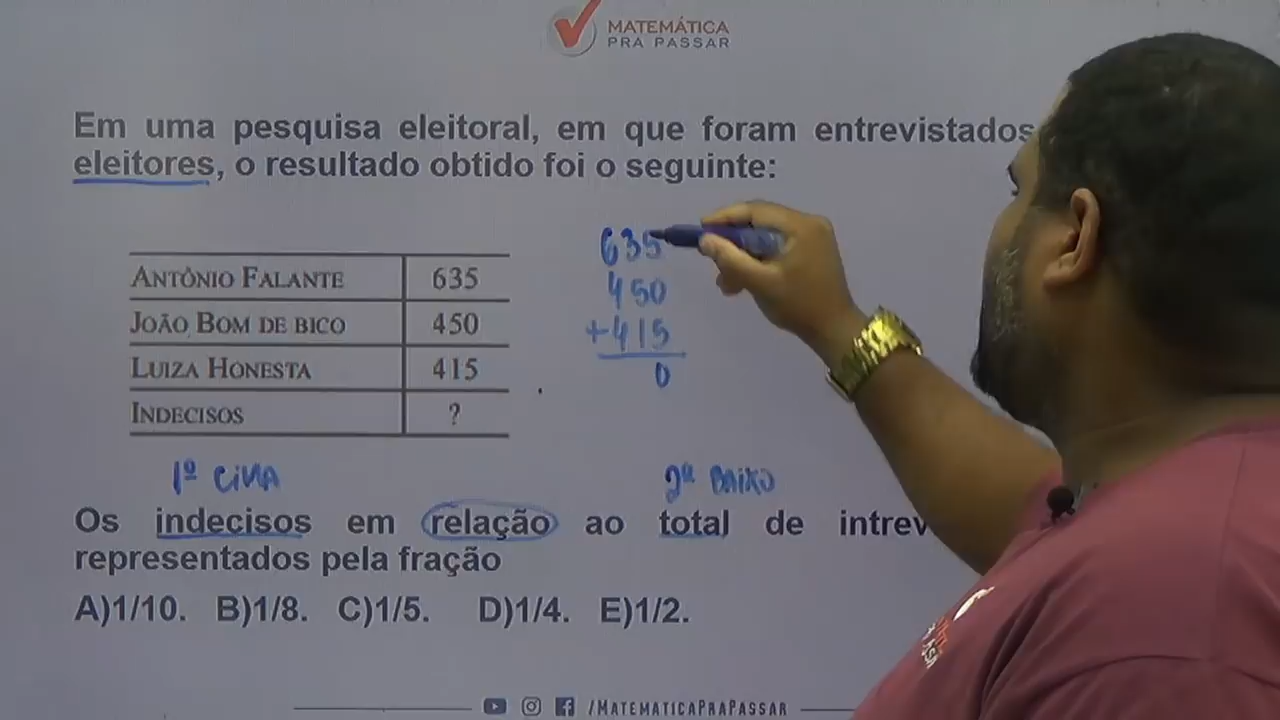 MATEMÁTICA
PRA PASSAR
Em uma pesquisa eleitoral, em que foram entrevistados
eleitores, o resultado obtido foi o seguinte:
635
450
+415
0
ANTÔNIO FALANTE 635
JOÃO BOM DE BICO 450
LUIZA HONESTA 415
INDECISOS ?
1º CIMA 2º BAIXO
Os indecisos em relação ao total de
representados pela fração
A)1/10. B)1/8. C)1/5. D)1/4. E)1/2.
/MATEMATICAPRAPASSAR